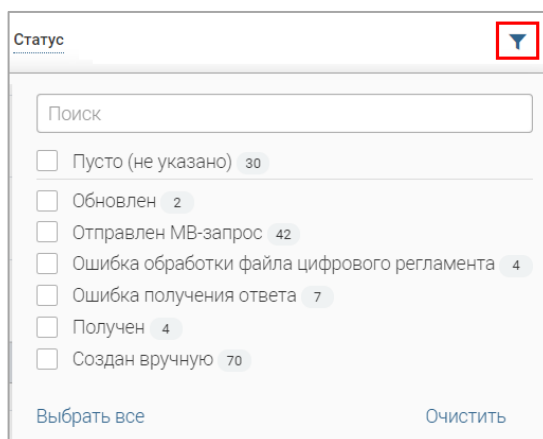 Статус
Поиск
Пусто (не указано) 30
Обновлен 2
Отправлен МВ-запрос 42
Ошибка обработки файла цифрового регламента 4
Ошибка получения ответа 7
Получен 4
Создан вручную 70
Выбрать все Очистить